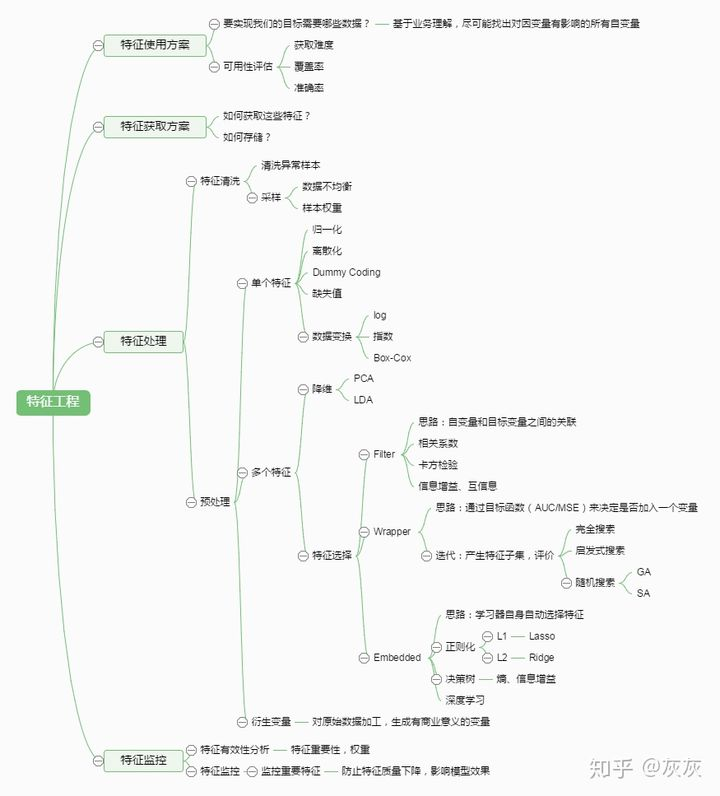 特征工程
特征使用方案
要实现我们的目标需要哪些数据？
基于业务理解，尽可能找出对因变量有影响的所有自变量
可用性评估
获取难度
覆盖率
准确率
特征获取方案
如何获取这些特征？
如何存储？
特征处理
特征清洗
清洗异常样本
采样
数据不均衡
样本权重
预处理
单个特征
归一化
离散化
Dummy Coding
缺失值
数据变换
log
指数
Box-Cox
多个特征
降维
PCA
LDA
特征选择
Filter
思路：自变量和目标变量之间的关联
相关系数
卡方检验
信息增益、互信息
Wrapper
思路：通过目标函数（AUC/MSE）来决定是否加入一个变量
迭代：产生特征子集，评价
完全搜索
启发式搜索
随机搜索
GA
SA
Embedded
思路：学习器自身自动选择特征
正则化
L1
Lasso
L2
Ridge
决策树
熵、信息增益
深度学习
衍生变量
对原始数据加工，生成有商业意义的变量
特征监控
特征有效性分析
特征重要性，权重
特征监控
监控重要特征
防止特征质量下降，影响模型效果
知乎 @灰灰